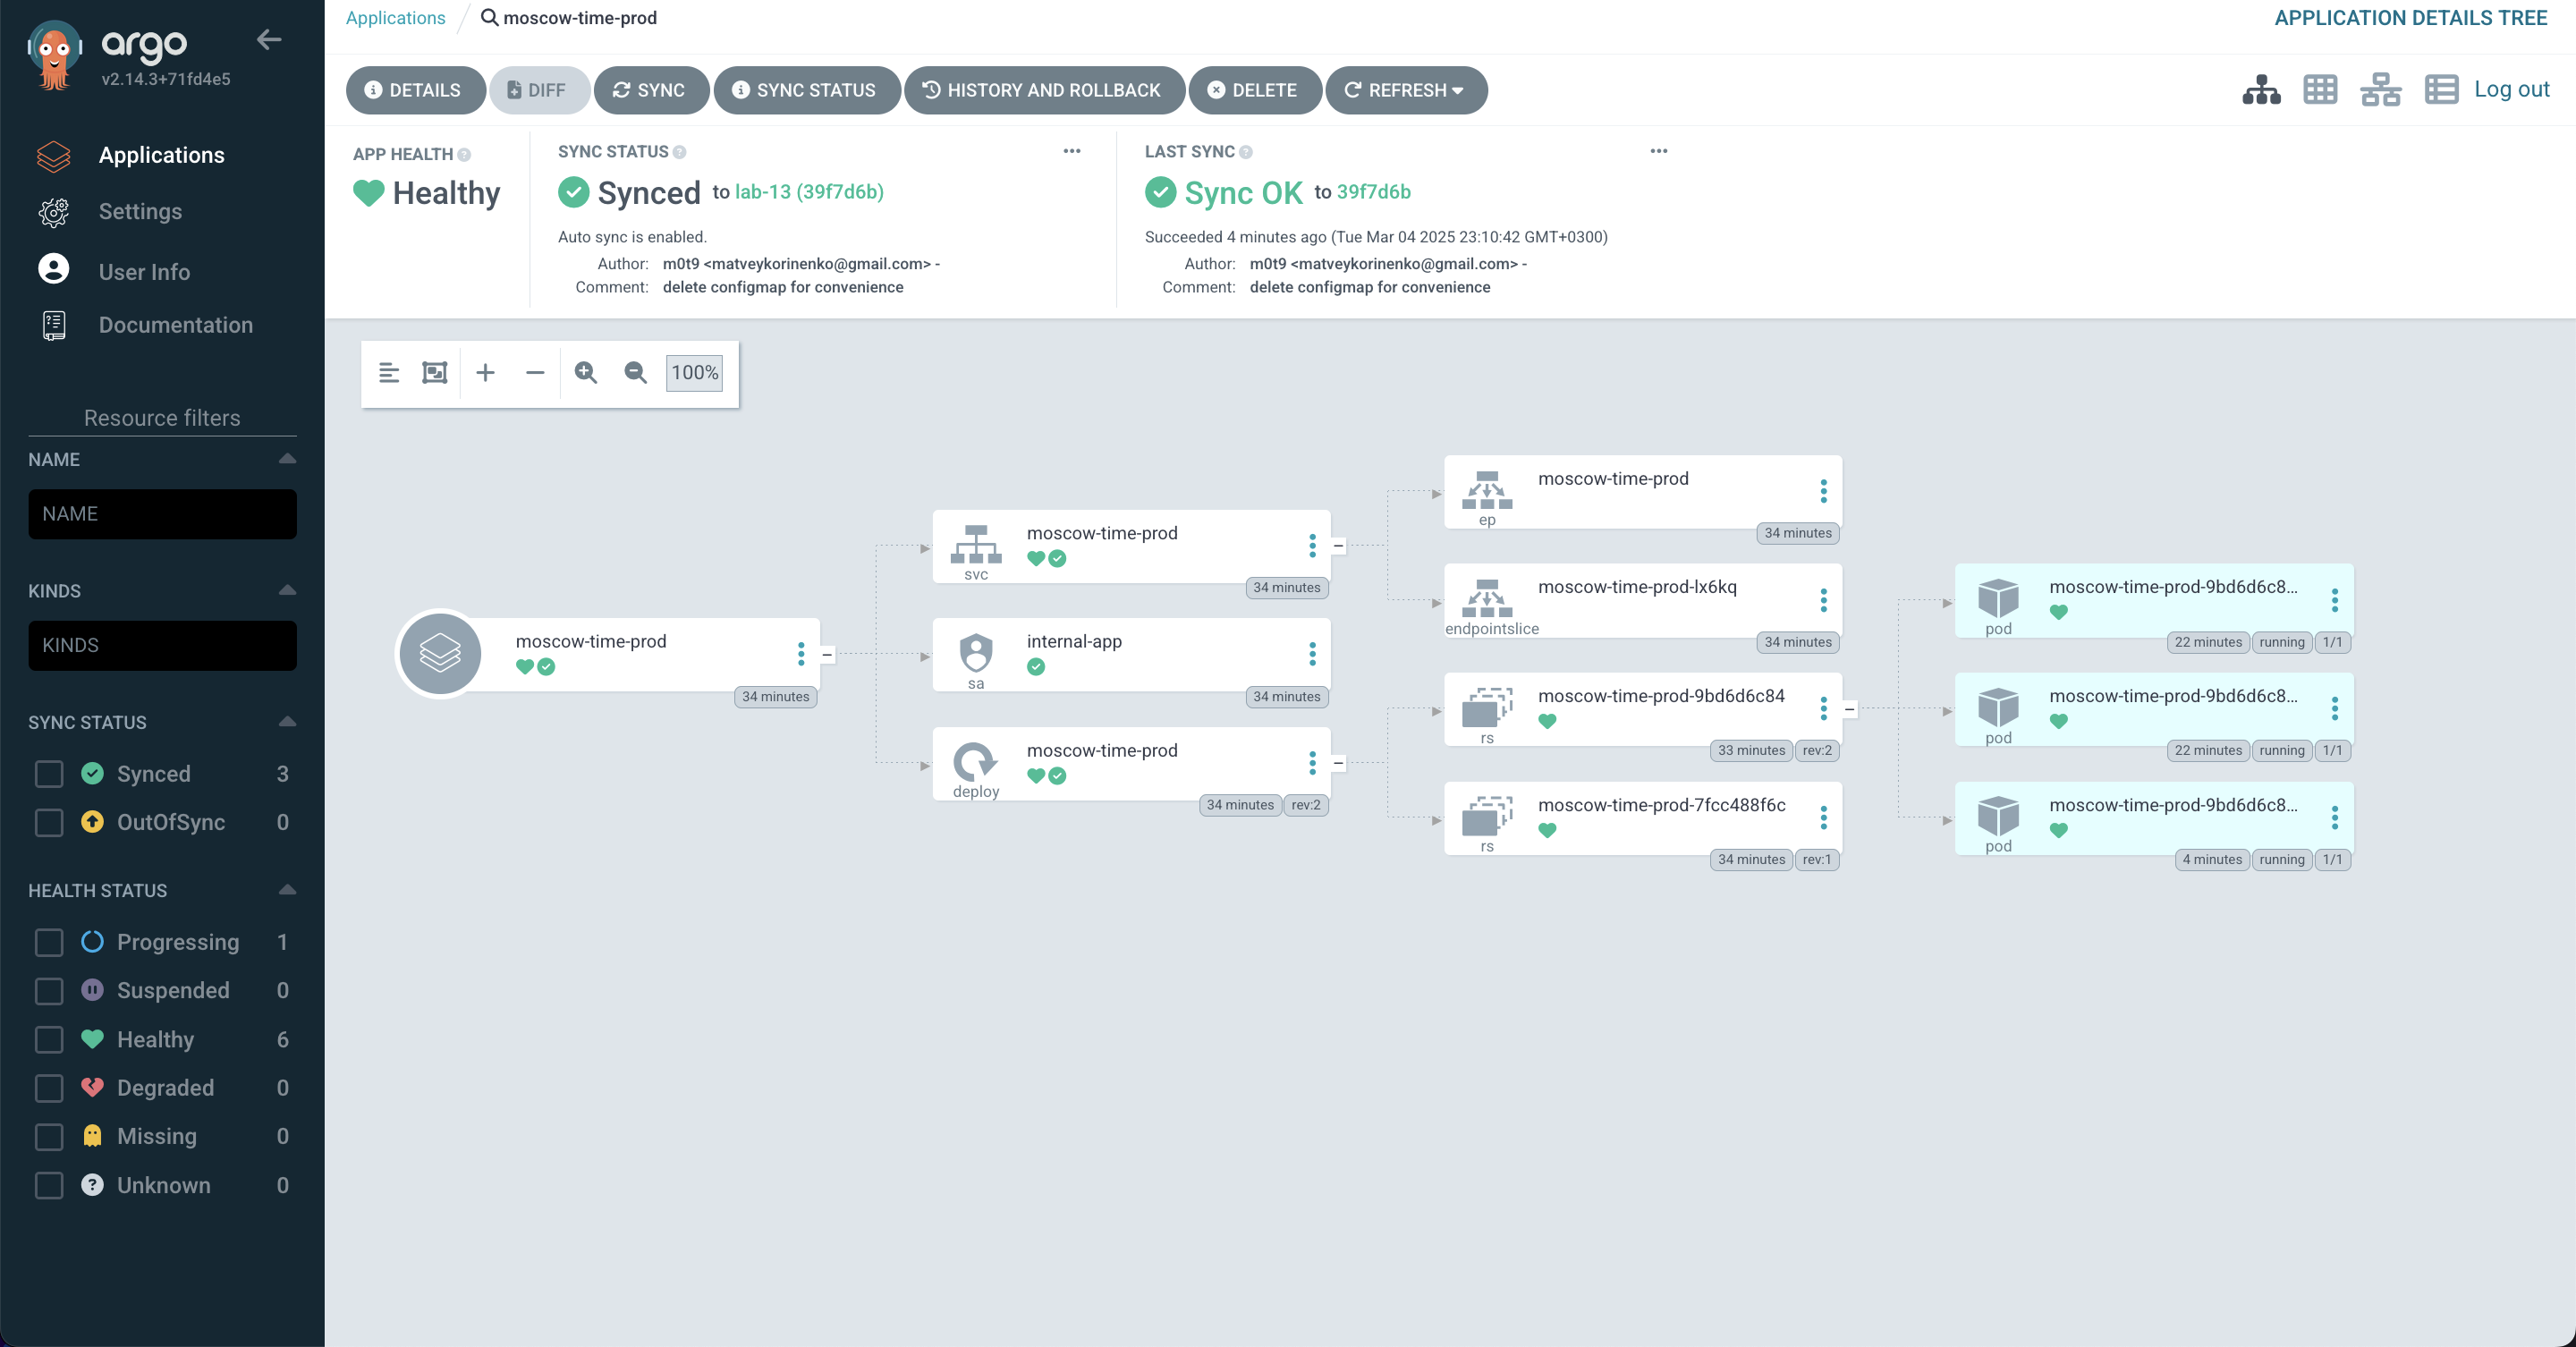 argo
v2.14.3+71fd4e5
Applications
Settings
User Info
Documentation
Resource filters
NAME
NAME
KINDS
KINDS
SYNC STATUS
Synced 3
OutOfSync 0
HEALTH STATUS
Progressing 1
Suspended 0
Healthy 6
Degraded 0
Missing 0
Unknown 0
Applications / moscow-time-prod
APPLICATION DETAILS TREE
DETAILS DIFF SYNC SYNC STATUS HISTORY AND ROLLBACK DELETE REFRESH
Log out
APP HEALTH
Healthy
SYNC STATUS
Synced to lab-13 (39f7d6b)
Auto sync is enabled.
Author: m0t9 <matveykorinenko@gmail.com> -
Comment: delete configmap for convenience
LAST SYNC
Sync OK to 39f7d6b
Succeeded 4 minutes ago (Tue Mar 04 2025 23:10:42 GMT+0300)
Author: m0t9 <matveykorinenko@gmail.com> -
Comment: delete configmap for convenience
100%
moscow-time-prod
34 minutes
moscow-time-prod
svc
34 minutes
internal-app
sa
34 minutes
moscow-time-prod
deploy
34 minutes rev:2
moscow-time-prod
ep
34 minutes
moscow-time-prod-lx6kq
endpointslice
34 minutes
moscow-time-prod-9bd6d6c84
rs
33 minutes rev:2
moscow-time-prod-7fcc488f6c
rs
34 minutes rev:1
moscow-time-prod-9bd6d6c8...
pod
22 minutes running 1/1
moscow-time-prod-9bd6d6c8...
pod
22 minutes running 1/1
moscow-time-prod-9bd6d6c8...
pod
4 minutes running 1/1